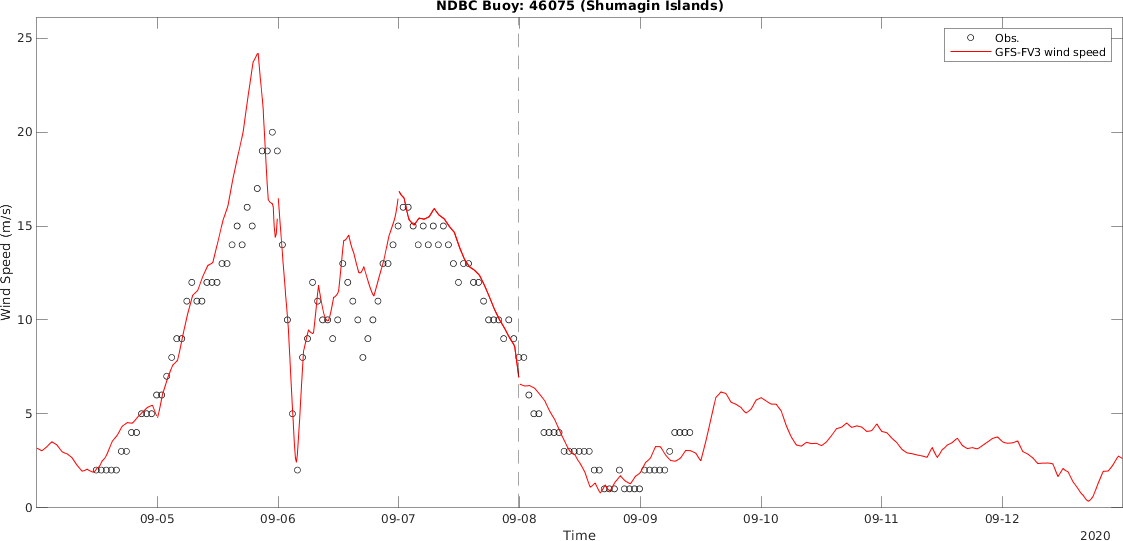 NDBC Buoy: 46075 (Shumagin Islands)
25
20
15
10
5
0
Wind Speed (m/s)
Obs.
GFS-FV3 wind speed
09-05 09-06 09-07 09-08 09-09 09-10 09-11 09-12
Time
2020